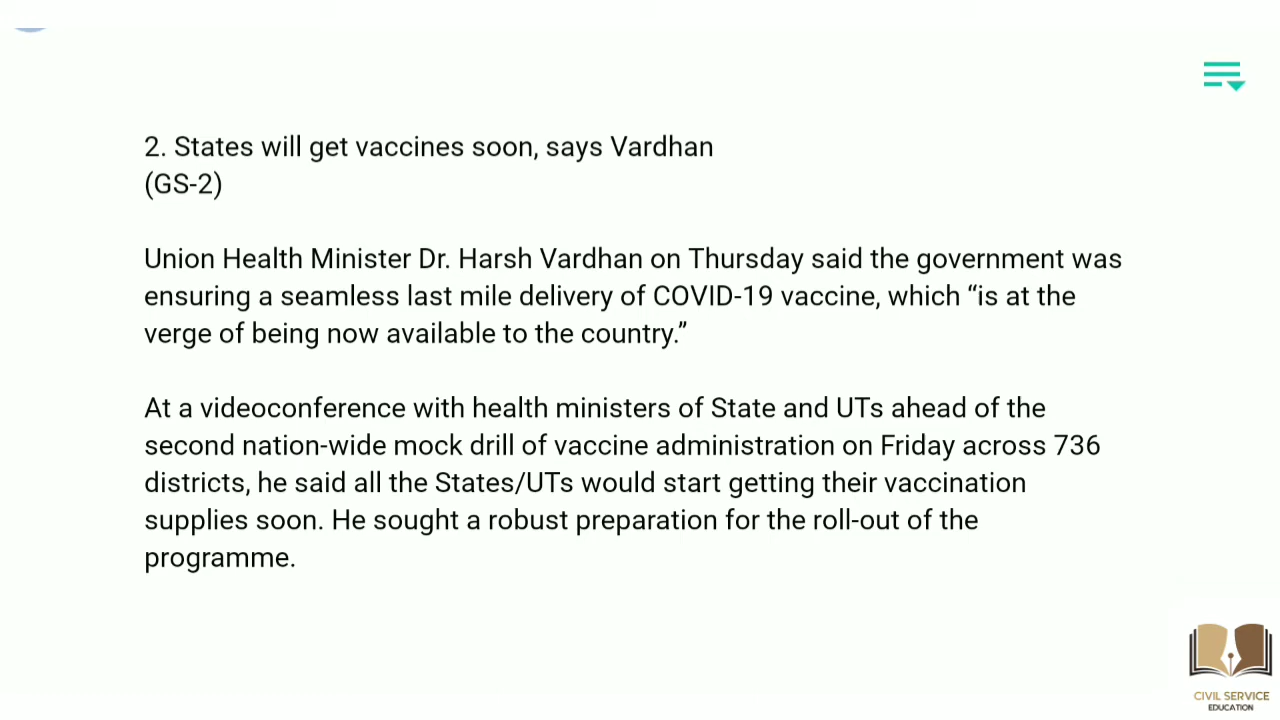 2. States will get vaccines soon, says Vardhan
(GS-2)
Union Health Minister Dr. Harsh Vardhan on Thursday said the government was
ensuring a seamless last mile delivery of COVID-19 vaccine, which “is at the
verge of being now available to the country.”
At a videoconference with health ministers of State and UTs ahead of the
second nation-wide mock drill of vaccine administration on Friday across 736
districts, he said all the States/UTs would start getting their vaccination
supplies soon. He sought a robust preparation for the roll-out of the
programme.
CIVIL SERVICE
EDUCATION